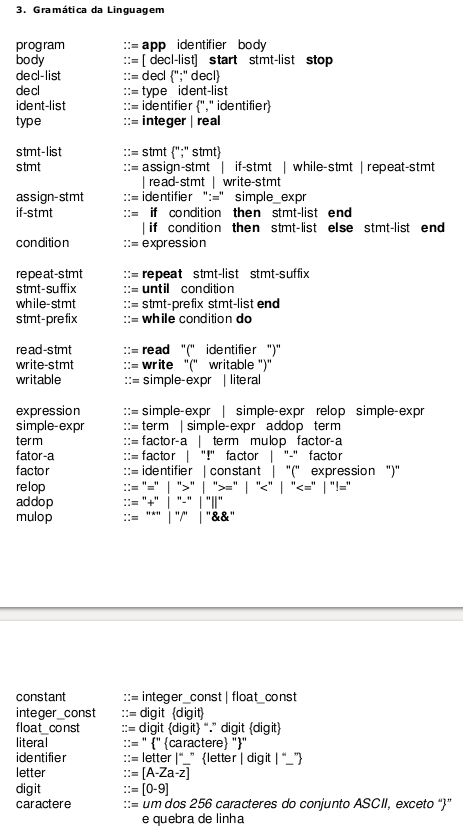 3. Gramática da Linguagem
program ::= app identifier body
body ::= [ decl-list] start stmt-list stop
decl-list ::= decl {";" decl}
decl ::= type ident-list
ident-list ::= identifier {"," identifier}
type ::= integer | real
stmt-list ::= stmt {";" stmt}
stmt ::= assign-stmt | if-stmt | while-stmt | repeat-stmt
| read-stmt | write-stmt
assign-stmt ::= identifier ":=" simple_expr
if-stmt ::= if condition then stmt-list end
| if condition then stmt-list else stmt-list end
condition ::= expression
repeat-stmt ::= repeat stmt-list stmt-suffix
stmt-suffix ::= until condition
while-stmt ::= stmt-prefix stmt-list end
stmt-prefix ::= while condition do
read-stmt ::= read "(" identifier ")"
write-stmt ::= write "(" writable ")"
writable ::= simple-expr | literal
expression ::= simple-expr | simple-expr relop simple-expr
simple-expr ::= term | simple-expr addop term
term ::= factor-a | term mulop factor-a
fator-a ::= factor | "!" factor | "-" factor
factor ::= identifier | constant | "(" expression ")"
relop ::= "=" | ">" | ">=" | "<" | "<=" | "!="
addop ::= "+" | "-" | "||"
mulop ::= "*" | "/" | "&&"
constant ::= integer_const | float_const
integer_const ::= digit {digit}
float_const ::= digit {digit} “.” digit {digit}
literal ::= " {" {caractere} "}"
identifier ::= letter |“_” {letter | digit | “_”}
letter ::= [A-Za-z]
digit ::= [0-9]
caractere ::= um dos 256 caracteres do conjunto ASCII, exceto “}”
e quebra de linha